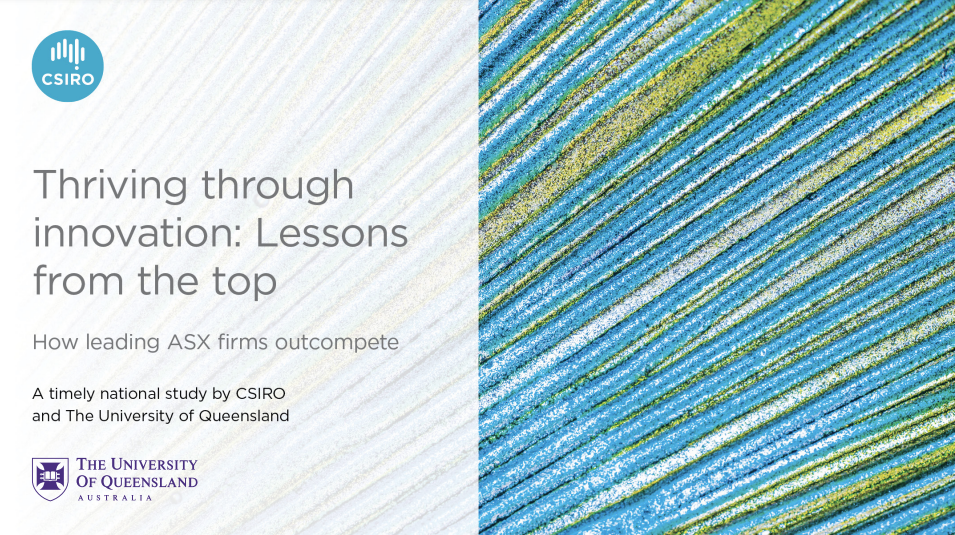 CSIRO
Thriving through
innovation: Lessons
from the top
How leading ASX firms outcompete
A timely national study by CSIRO
and The University of Queensland
THE UNIVERSITY
OF QUEENSLAND
AUSTRALIA